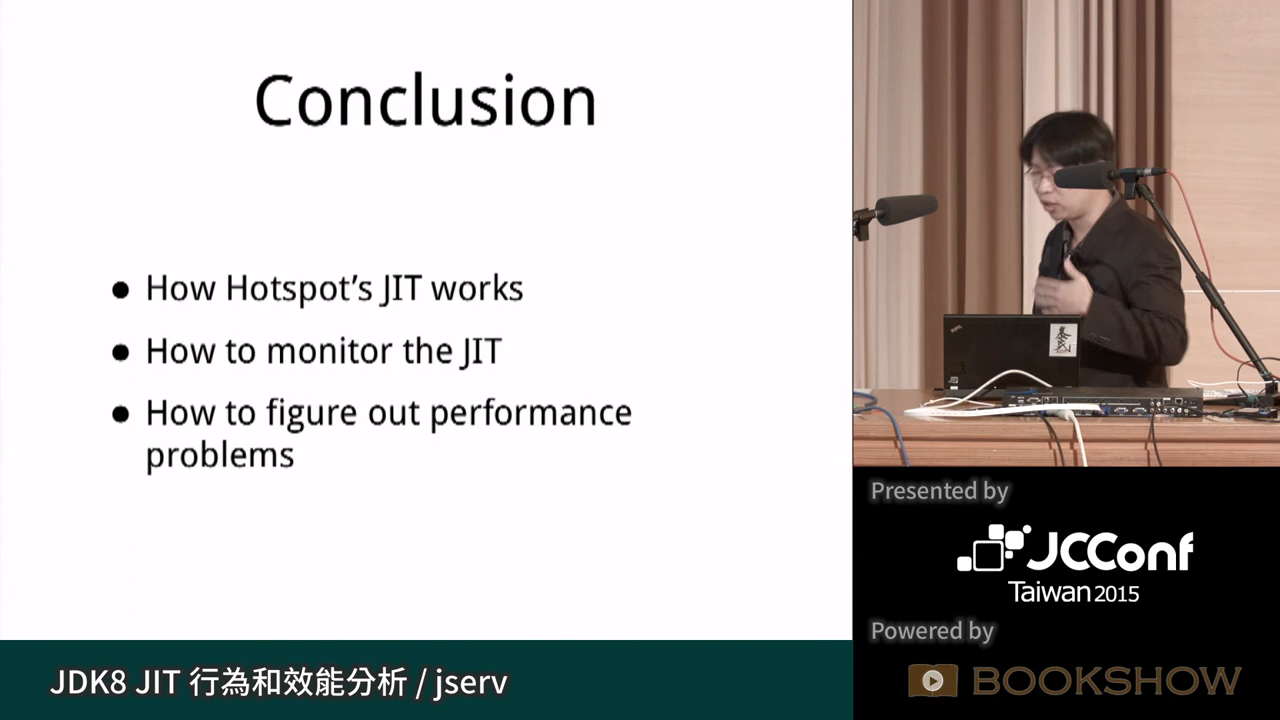 Conclusion
● How Hotspot's JIT works
● How to monitor the JIT
● How to figure out performance
problems
Presented by
JCConf
Taiwan 2015
Powered by
BOOKSHOW
JDK8 JIT 行為和效能分析 / jserv